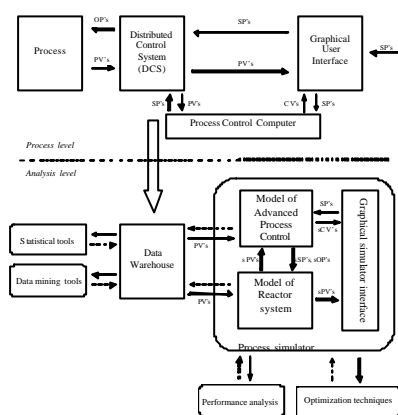 OP's
SP's
Process
Distributed
Control
System
(DCS)
Graphical
User
Interface
SP's
PV's
PV's
SP's
PV's
CV's
SP's
Process Control Computer
Process level
Analysis level
Model of
Advanced
Process
Control
SP's
sCV's
Graphical simulator interface
Statistical tools
Data
Warehouse
PV's
sPV's
sSP's, sOP's
Data mining tools
Model of
Reactor
system
sPV's
PV's
Process simulator
Performance analysis
Optimization techniques